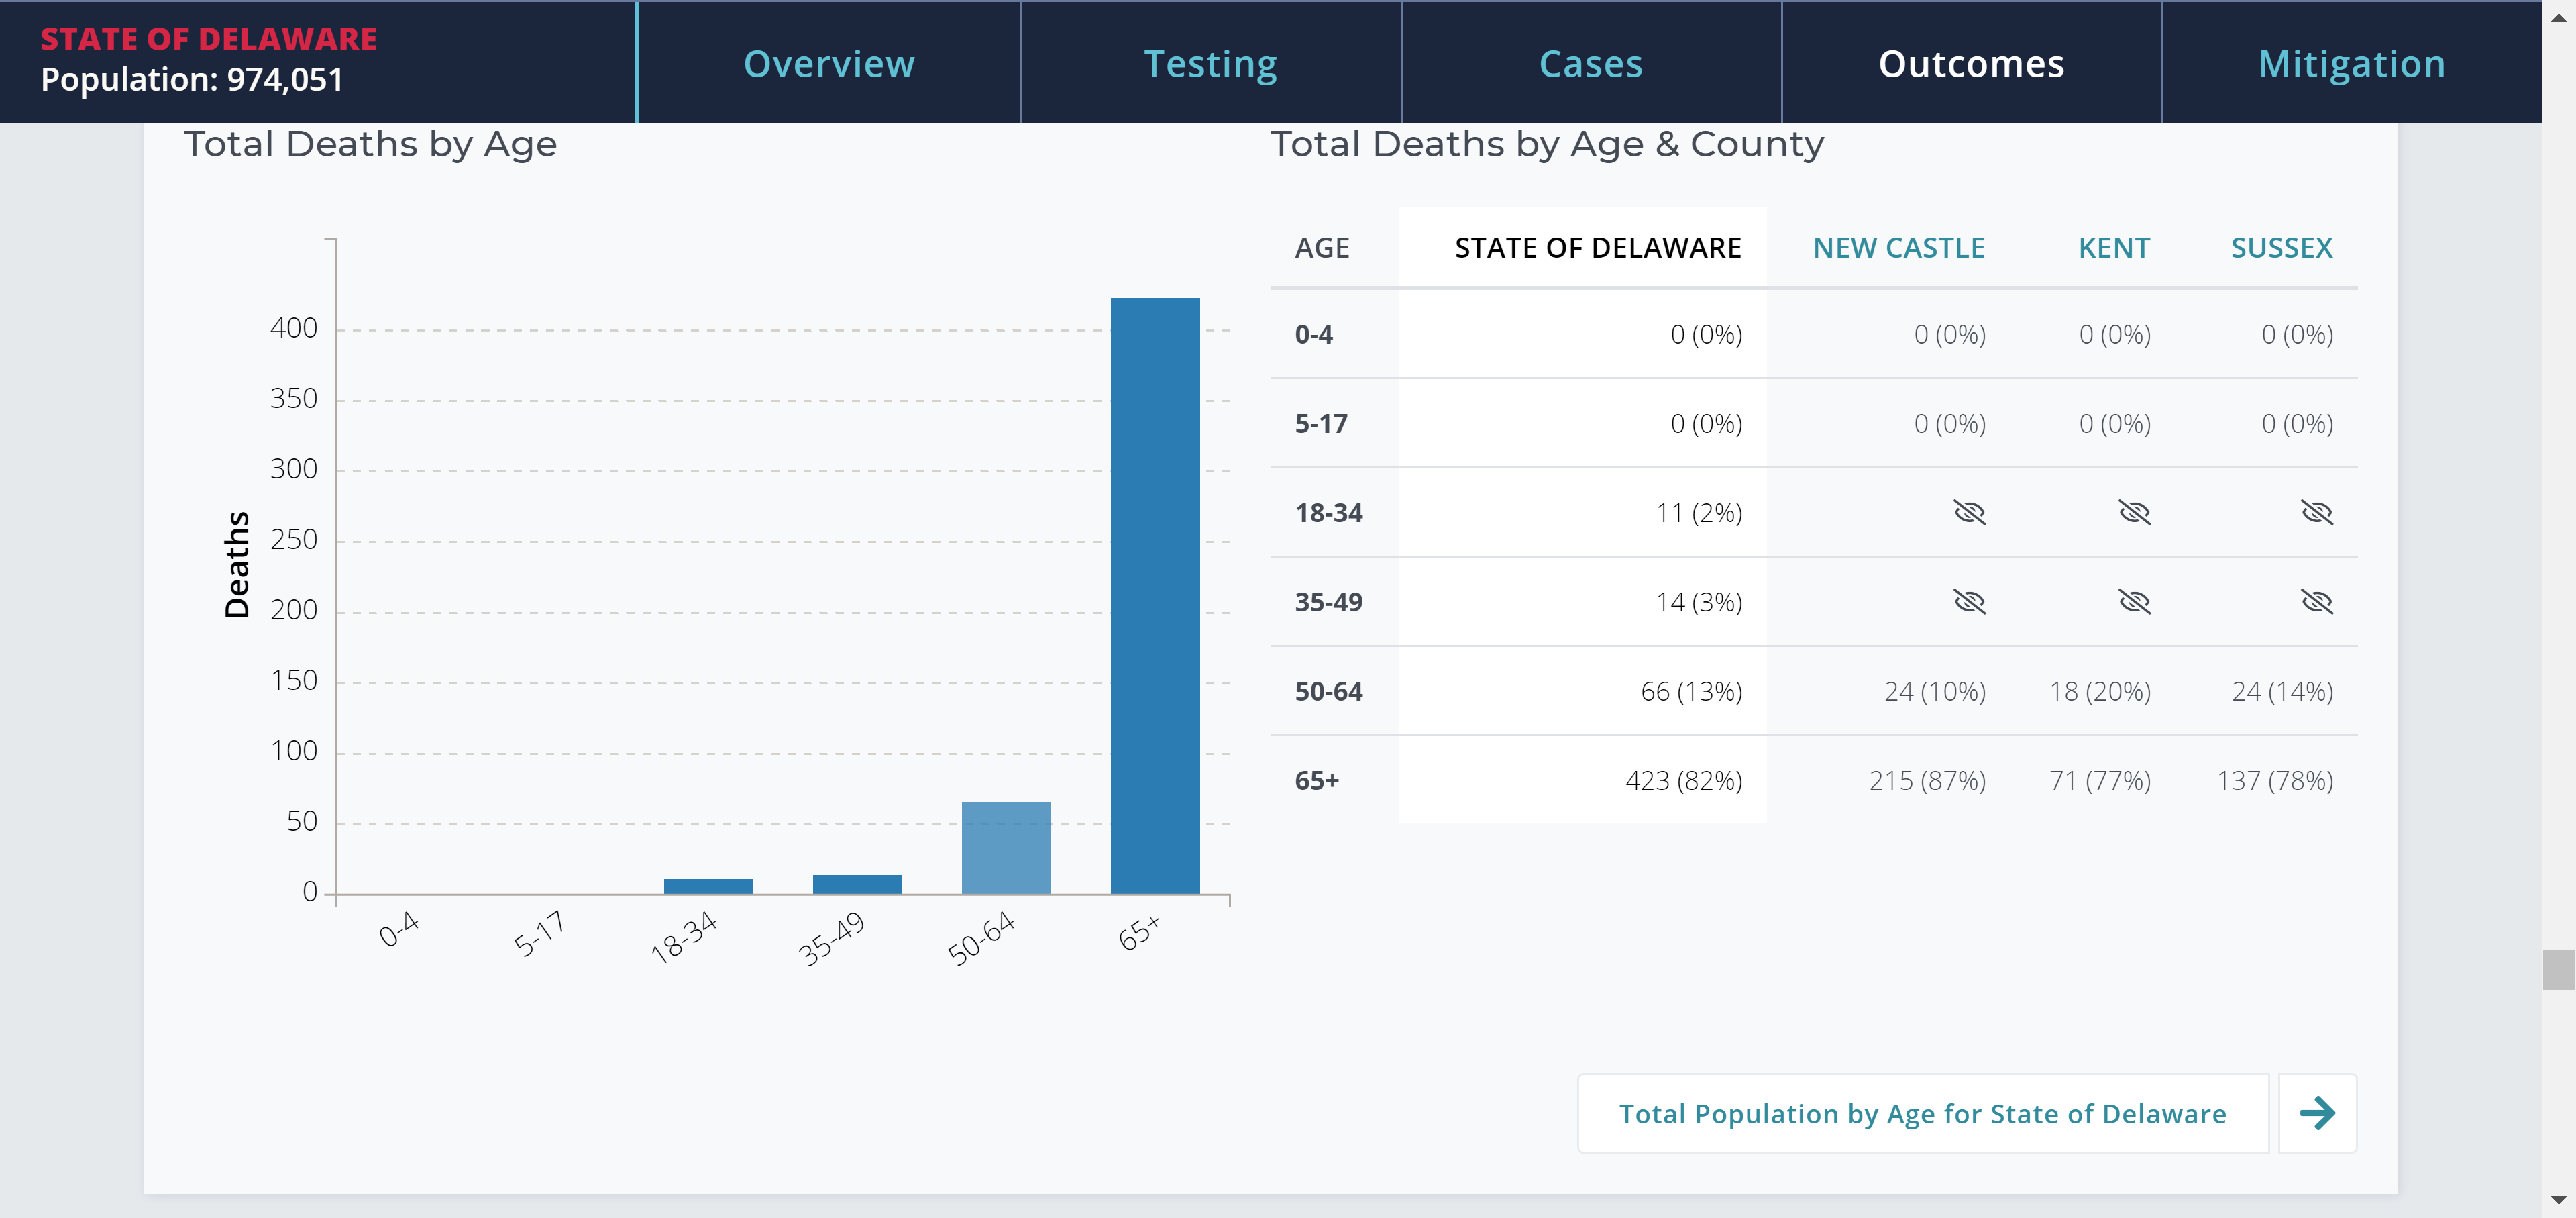 STATE OF DELAWARE
Population: 974,051
Overview
Testing
Cases
Outcomes
Mitigation
Total Deaths by Age
Deaths
400
350
300
250
200
150
100
50
0
0-4
5-17
18-34
35-49
50-64
65+
Total Deaths by Age & County
AGE STATE OF DELAWARE NEW CASTLE KENT SUSSEX
0-4 0 (0%) 0 (0%) 0 (0%) 0 (0%)
5-17 0 (0%) 0 (0%) 0 (0%) 0 (0%)
18-34 11 (2%)
35-49 14 (3%)
50-64 66 (13%) 24 (10%) 18 (20%) 24 (14%)
65+ 423 (82%) 215 (87%) 71 (77%) 137 (78%)
Total Population by Age for State of Delaware